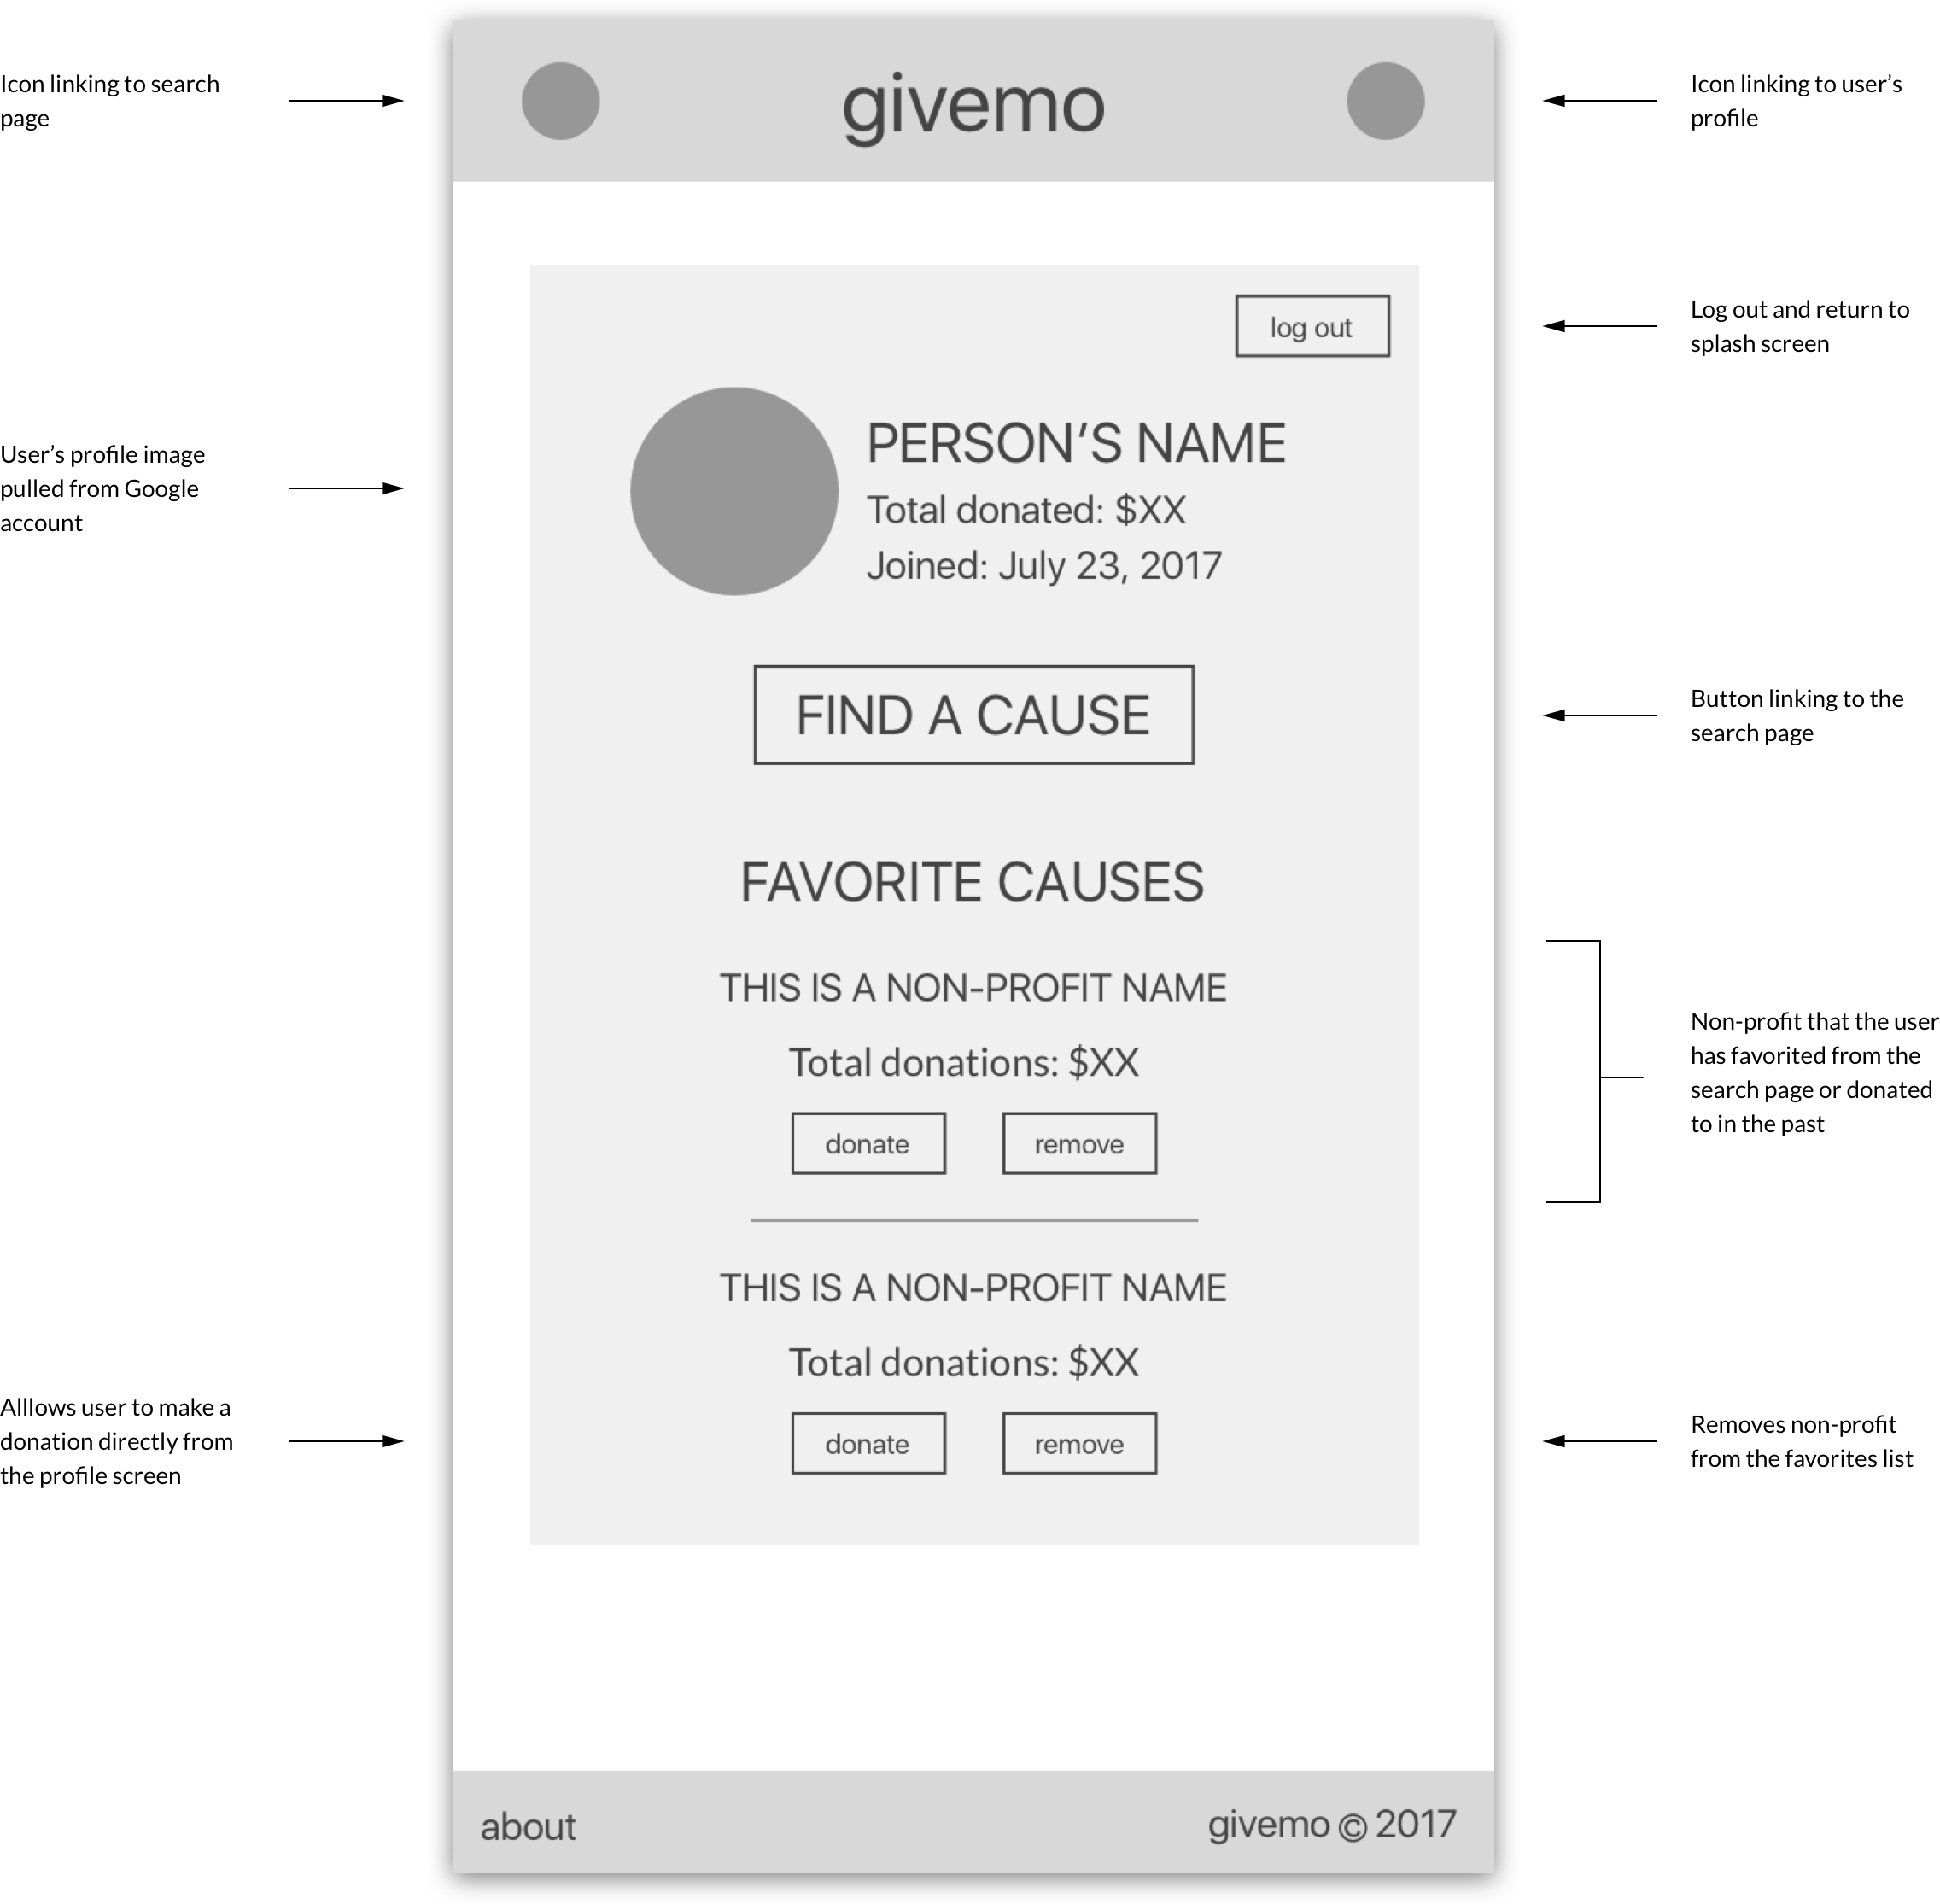 Icon linking to search
page
givemo
Icon linking to user’s
profile
log out
Log out and return to
splash screen
User’s profile image
pulled from Google
account
PERSON’S NAME
Total donated: $XX
Joined: July 23, 2017
FIND A CAUSE
Button linking to the
search page
FAVORITE CAUSES
THIS IS A NON-PROFIT NAME
Total donations: $XX
donate
remove
Non-profit that the user
has favorited from the
search page or donated
to in the past
THIS IS A NON-PROFIT NAME
Total donations: $XX
donate
remove
Alllows user to make a
donation directly from
the profile screen
Removes non-profit
from the favorites list
about
givemo © 2017